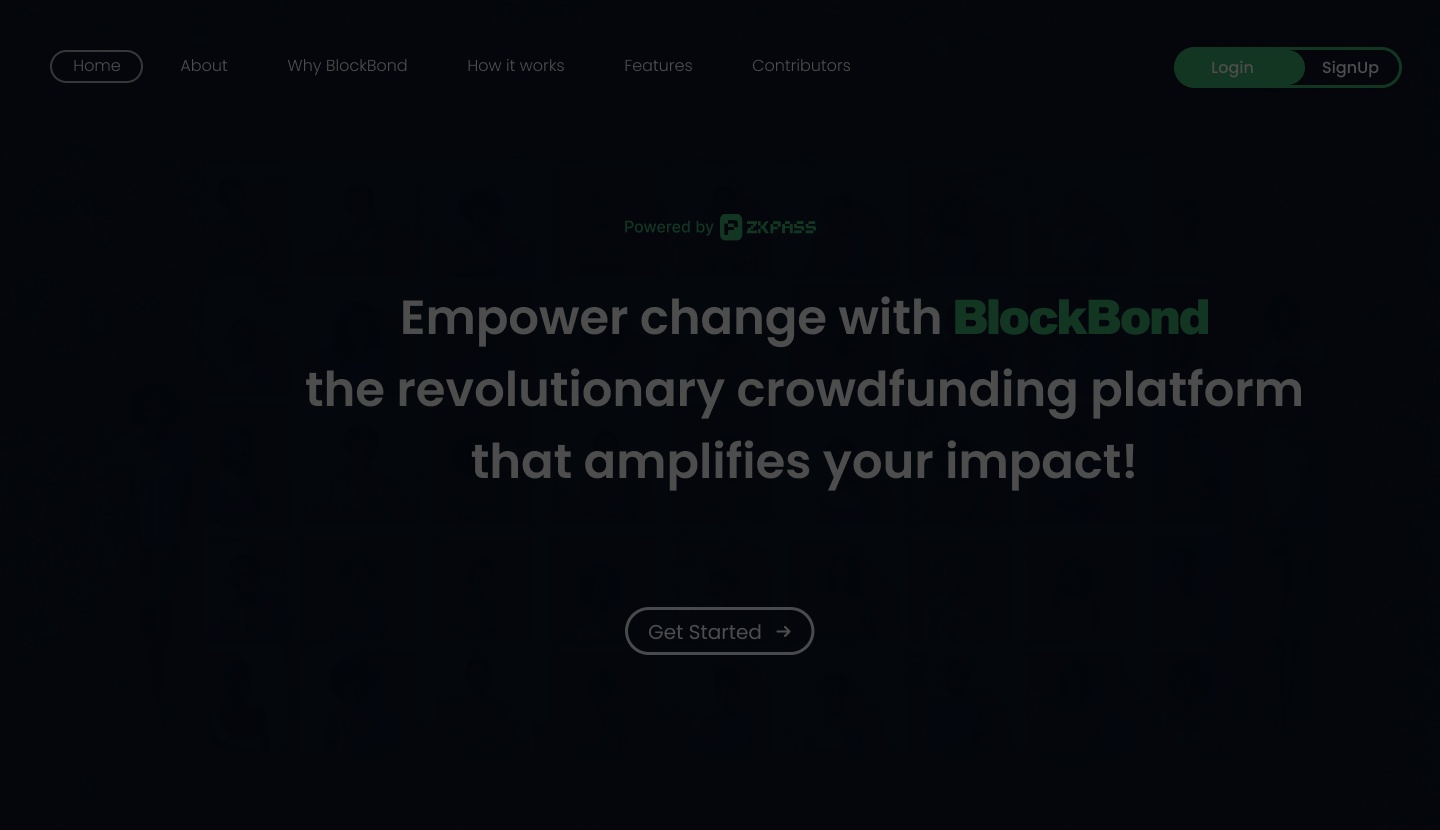 Home About Why BlockBond How it works Features Contributors Login SignUp
Powered by ZKPASS
Empower change with BlockBond
the revolutionary crowdfunding platform
that amplifies your impact!
Get Started →